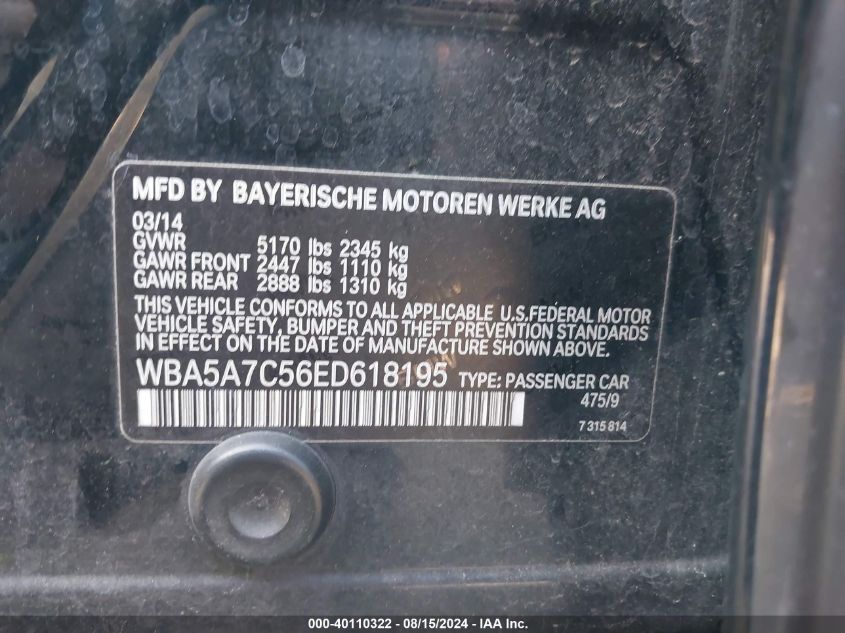 MFD BY BAYERISCHE MOTOREN WERKE AG
03/14
GVWR 5170 lbs 2345 kg
GAWR FRONT 2447 lbs 1110 kg
GAWR REAR 2888 lbs 1310 kg
THIS VEHICLE CONFORMS TO ALL APPLICABLE U.S.FEDERAL MOTOR
VEHICLE SAFETY, BUMPER AND THEFT PREVENTION STANDARDS
IN EFFECT ON THE DATE OF MANUFACTURE SHOWN ABOVE.
WBA5A7C56ED618195 TYPE: PASSENGER CAR
475/9
7 315 814
000-40110322 - 08/15/2024 - IAA Inc.